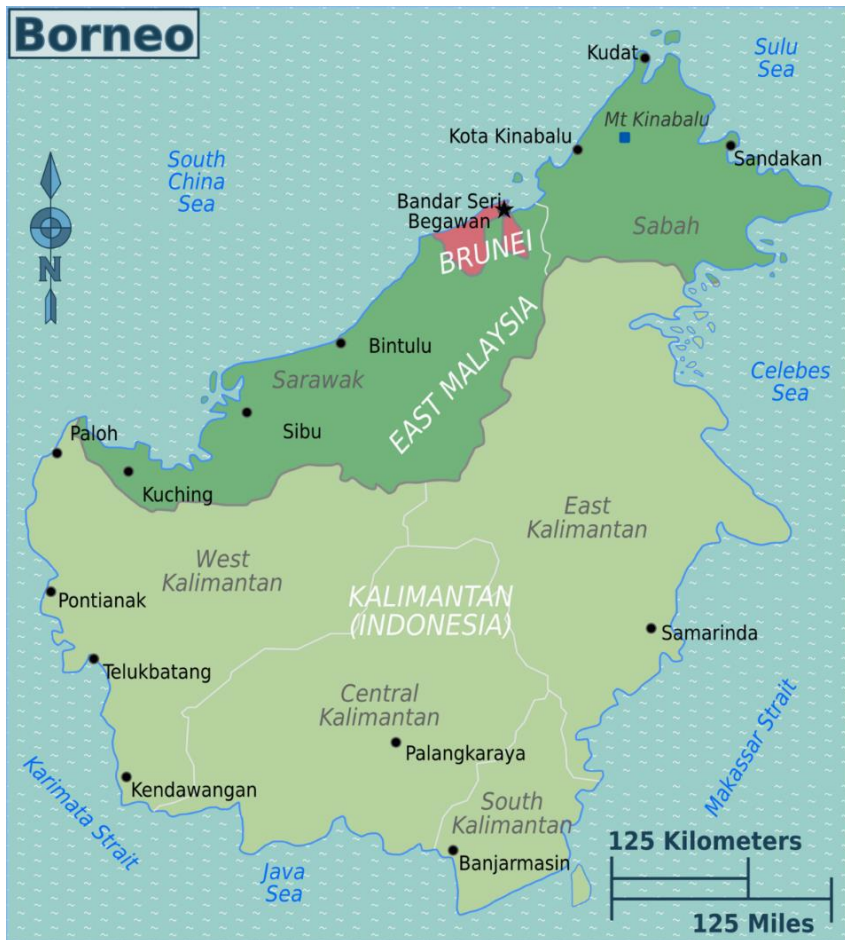 Borneo
Kudat
Sulu
Sea
Mt Kinabalu
Kota Kinabalu
Sandakan
South
China
Sea
Bandar Seri
Begawan
Sabah
BRUNEI
N
Bintulu
Sarawak
EAST MALAYSIA
Celebes
Sea
Sibu
Paloh
Kuching
East
Kalimantan
West
Kalimantan
KALIMANTAN
(INDONESIA)
Pontianak
Samarinda
Telukbatang
Central
Kalimantan
Palangkaraya
Makassar Strait
Karimata Strait
Kendawangan
South
Kalimantan
Banjarmasin
Java
Sea
125 Kilometers
125 Miles